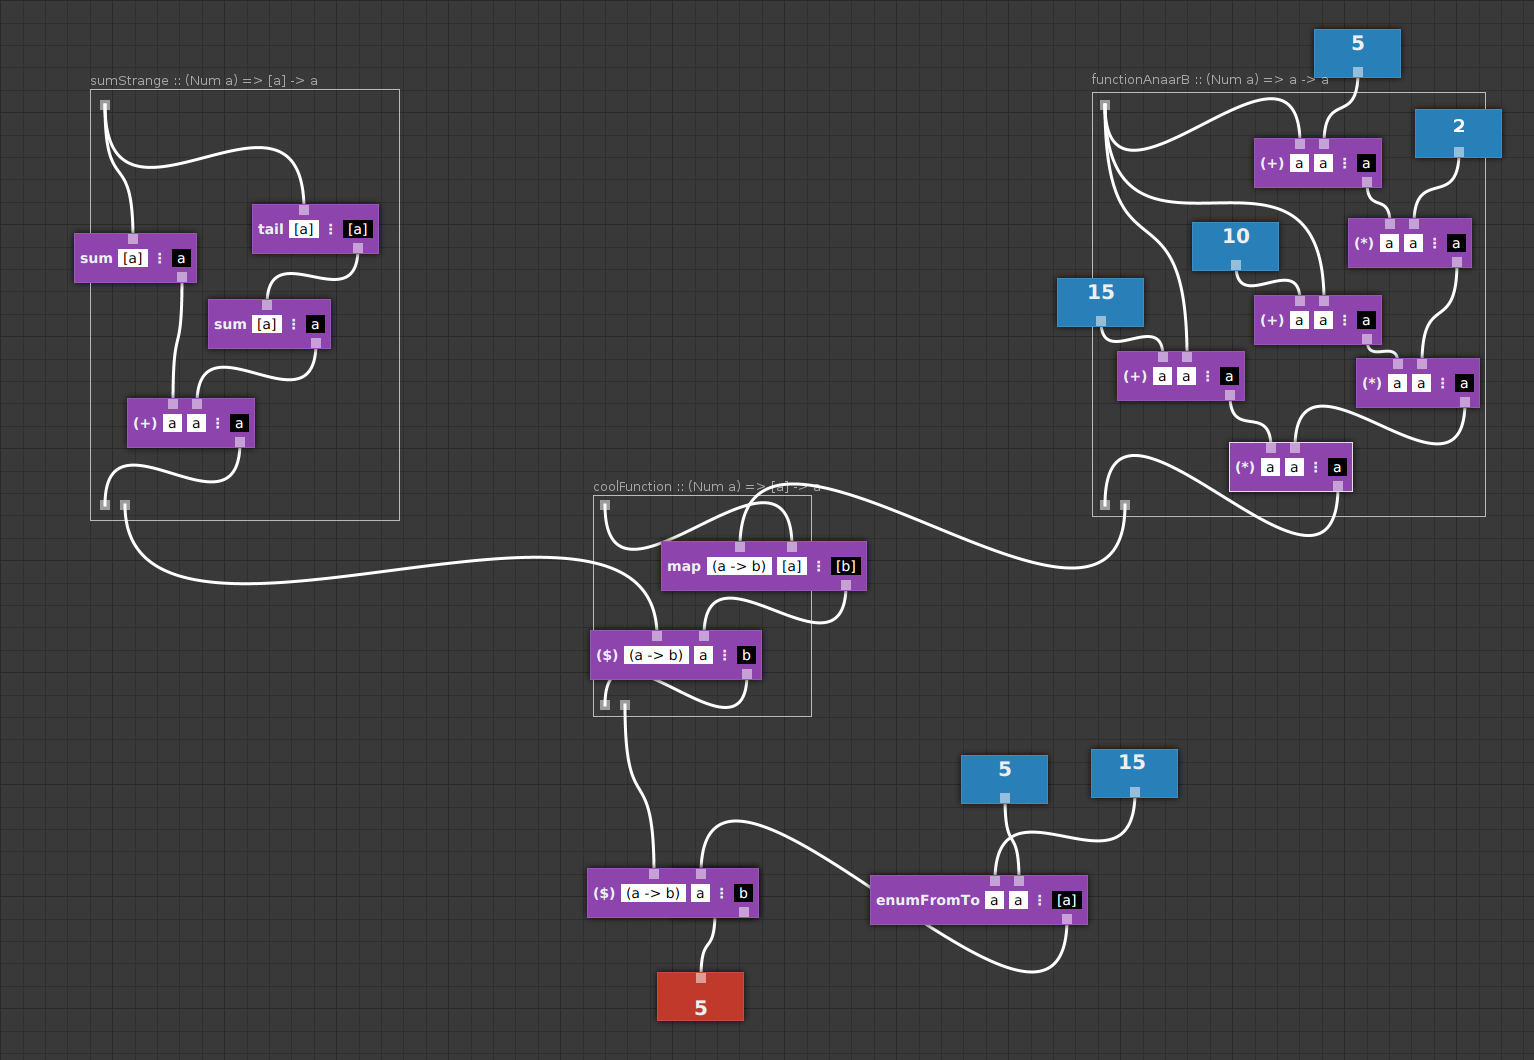 5
sumStrange :: (Num a) => [a] -> a
functionAnaarB :: (Num a) => a -> a
2
(+) a a ⋮ a
tail [a] ⋮ [a]
10
(*) a a ⋮ a
sum [a] ⋮ a
15
sum [a] ⋮ a
(+) a a ⋮ a
(+) a a ⋮ a
(*) a a ⋮ a
(+) a a ⋮ a
(*) a a ⋮ a
coolFunction :: (Num a) => [a] -> a
map (a -> b) [a] ⋮ [b]
($) (a -> b) a ⋮ b
5
15
($) (a -> b) a ⋮ b
enumFromTo a a ⋮ [a]
5